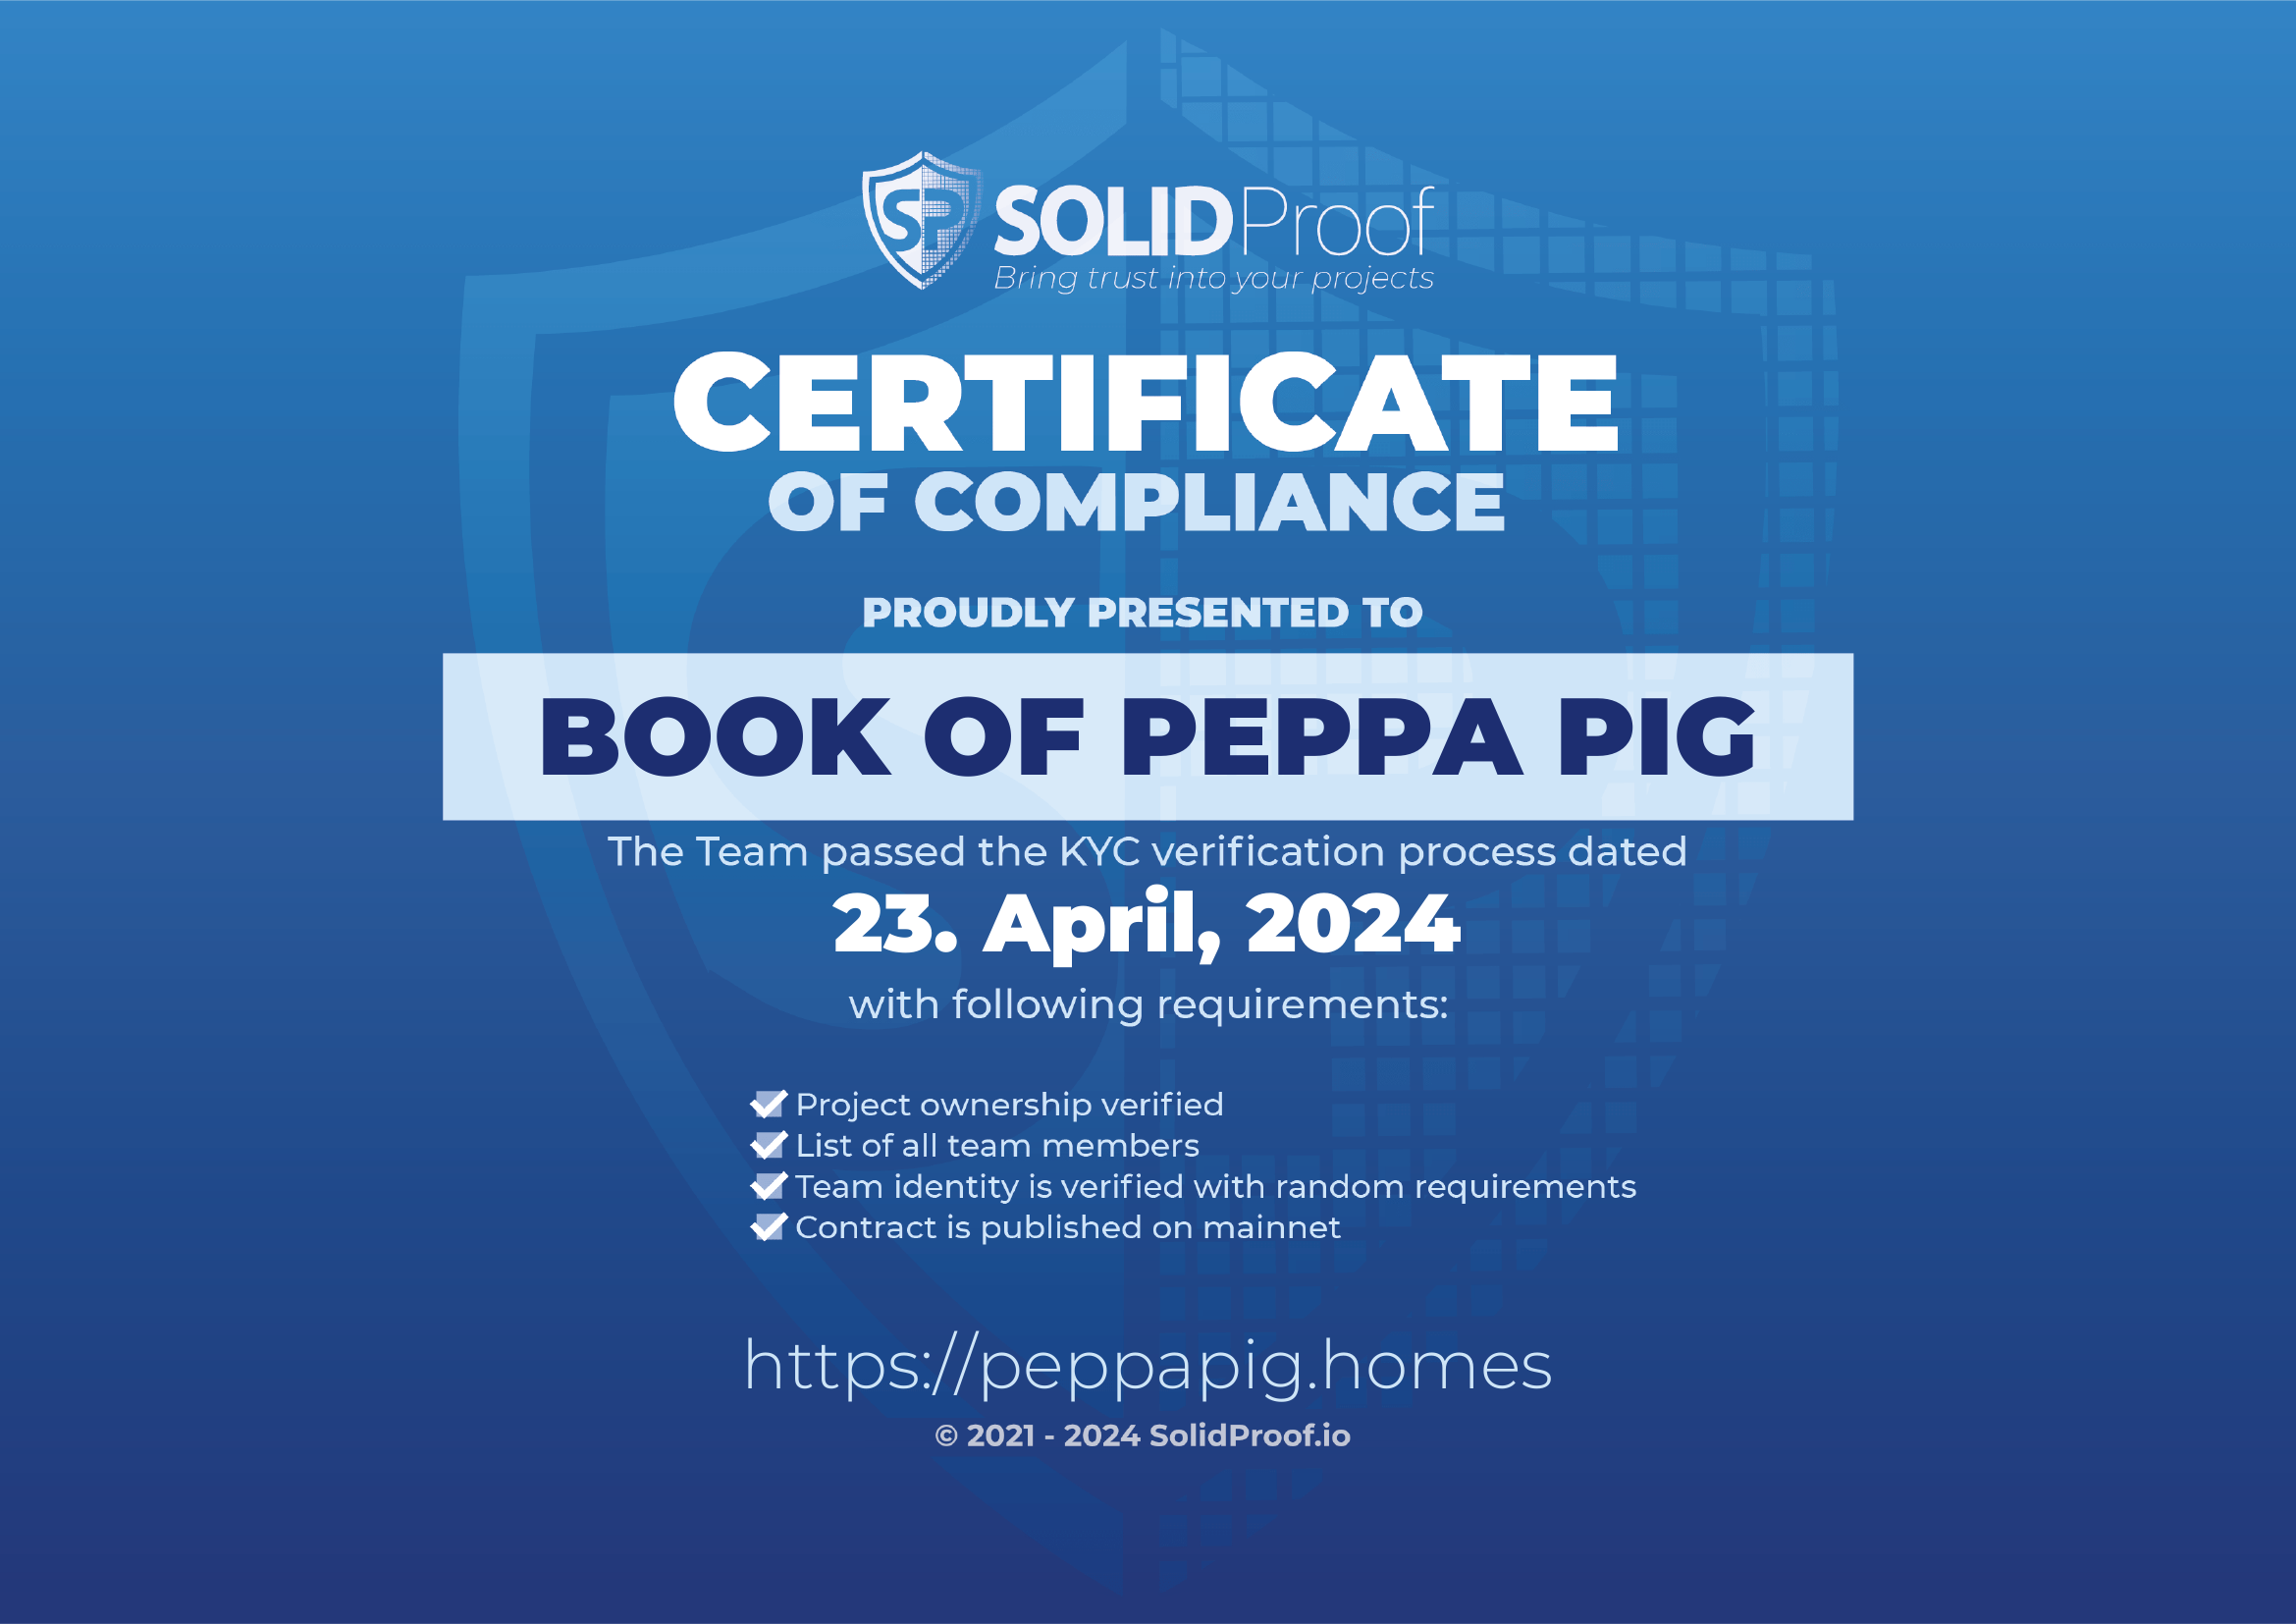 SP SOLIDProof
Bring trust into your projects
CERTIFICATE
OF COMPLIANCE
PROUDLY PRESENTED TO
BOOK OF PEPPA PIG
The Team passed the KYC verification process dated
23. April, 2024
with following requirements:
Project ownership verified
List of all team members
Team identity is verified with random requirements
Contract is published on mainnet
https://peppapig.homes
© 2021 - 2024 SolidProof.io